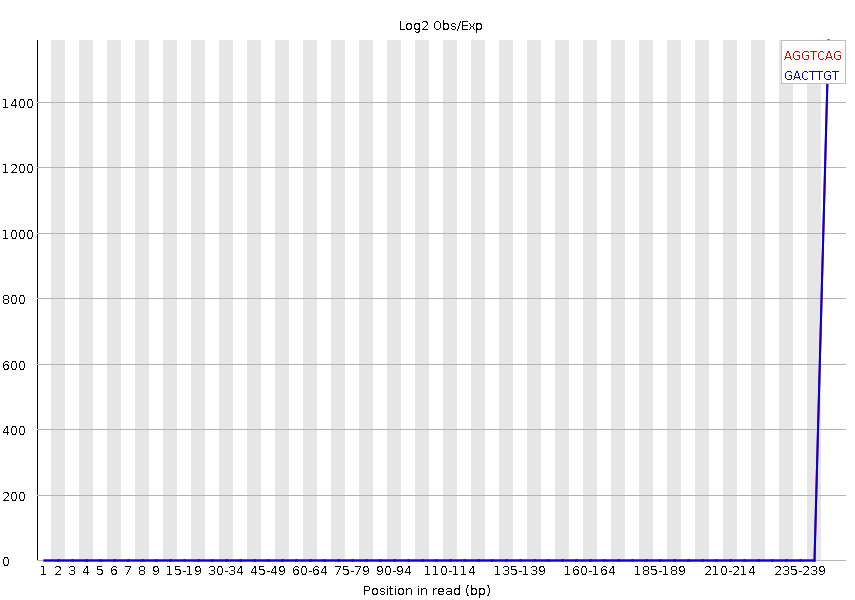 Log2 Obs/Exp
AGGTCAG
GACTTGT
1400
1200
1000
800
600
400
200
0
1 2 3 4 5 6 7 8 9 15-19 30-34 45-49 60-64 75-79 90-94 110-114 135-139 160-164 185-189 210-214 235-239
Position in read (bp)